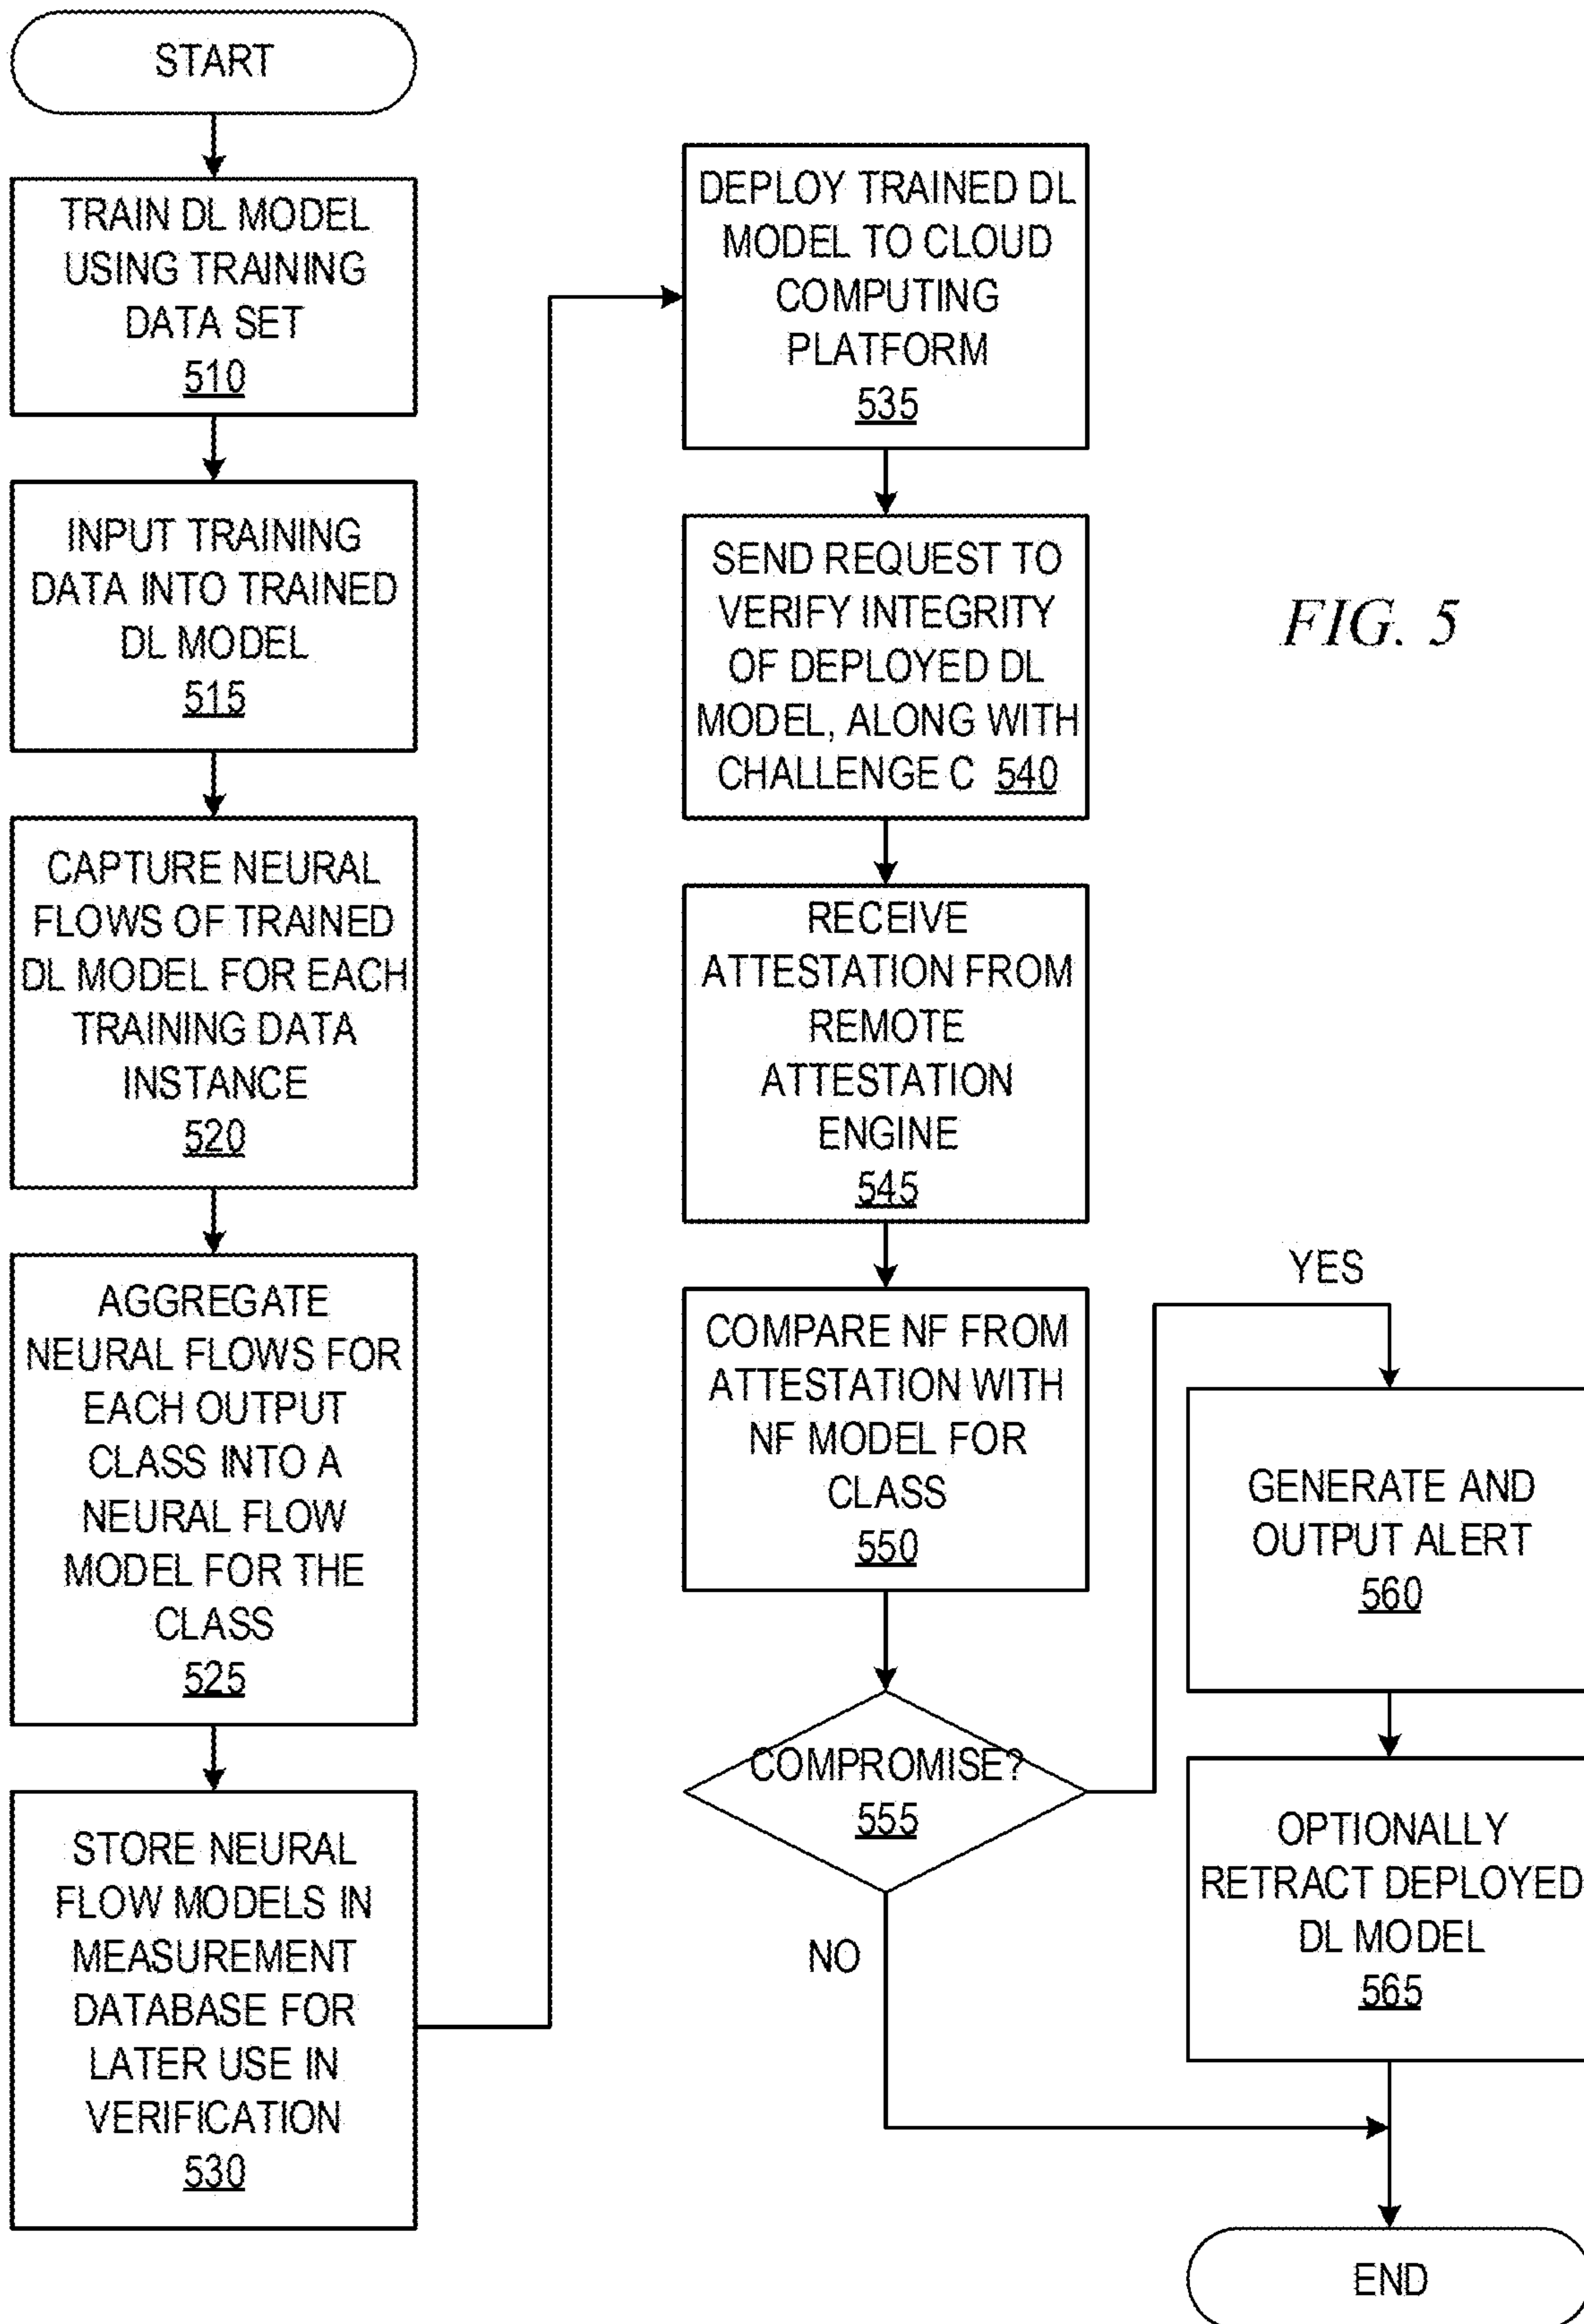 START
TRAIN DL MODEL
USING TRAINING
DATA SET
510
INPUT TRAINING
DATA INTO TRAINED
DL MODEL
515
CAPTURE NEURAL
FLOWS OF TRAINED
DL MODEL FOR EACH
TRAINING DATA
INSTANCE
520
AGGREGATE
NEURAL FLOWS FOR
EACH OUTPUT
CLASS INTO A
NEURAL FLOW
MODEL FOR THE
CLASS
525
STORE NEURAL
FLOW MODELS IN
MEASUREMENT
DATABASE FOR
LATER USE IN
VERIFICATION
530
DEPLOY TRAINED DL
MODEL TO CLOUD
COMPUTING
PLATFORM
535
SEND REQUEST TO
VERIFY INTEGRITY
OF DEPLOYED DL
MODEL, ALONG WITH
CHALLENGE C 540
RECEIVE
ATTESTATION FROM
REMOTE
ATTESTATION
ENGINE
545
COMPARE NF FROM
ATTESTATION WITH
NF MODEL FOR
CLASS
550
COMPROMISE?
555
NO
YES
GENERATE AND
OUTPUT ALERT
560
OPTIONALLY
RETRACT DEPLOYED
DL MODEL
565
END
FIG. 5